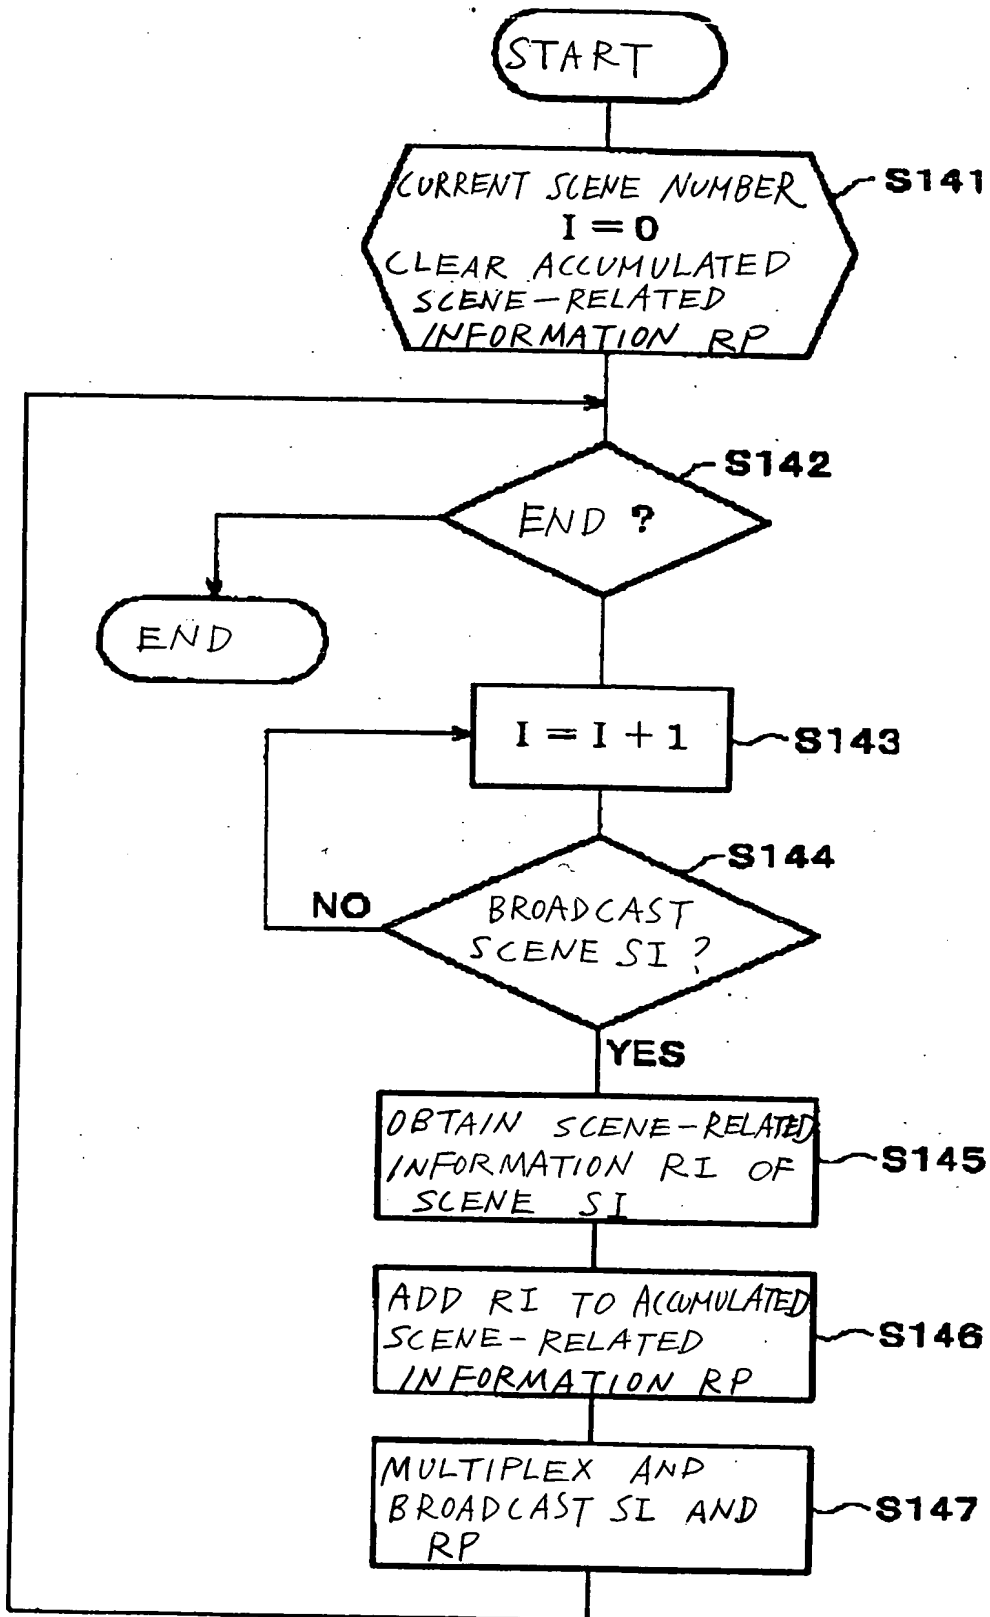 START
CURRENT SCENE NUMBER
I = 0
CLEAR ACCUMULATED
SCENE-RELATED
INFORMATION RP
S141
S142
END ?
END
I = I + 1
S143
S144
BROADCAST
SCENE SI ?
NO
YES
OBTAIN SCENE-RELATED
INFORMATION RI OF
SCENE SI
S145
ADD RI TO ACCUMULATED
SCENE-RELATED
INFORMATION RP
S146
MULTIPLEX AND
BROADCAST SI AND
RP
S147